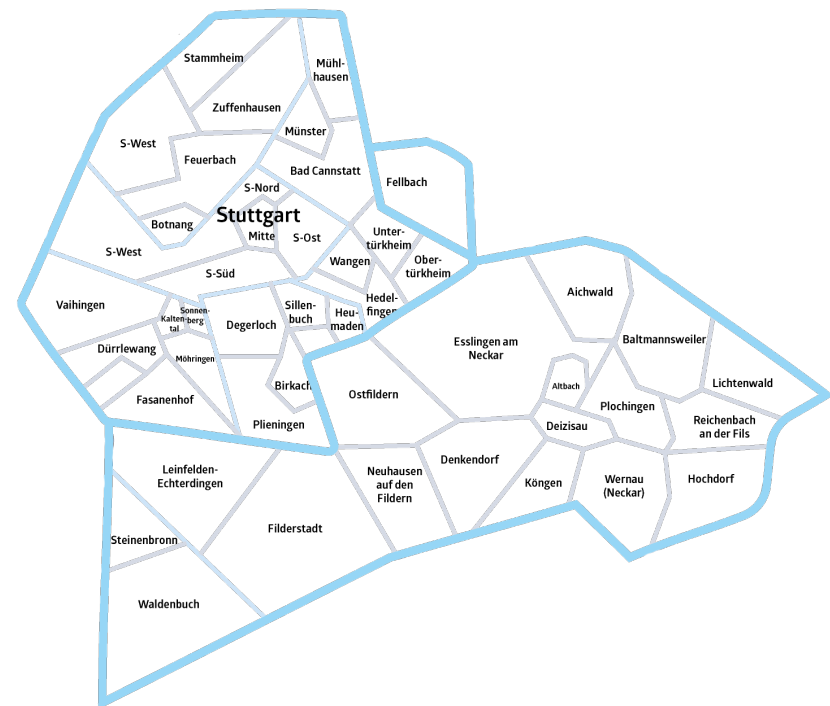 Stammheim
Mühl-
hausen
Zuffenhausen
Münster
S-West
Feuerbach
Bad Cannstatt
Fellbach
S-Nord
Stuttgart
Botnang
Mitte
S-Ost
Unter-
türkheim
S-West
Wangen
Ober-
türkheim
S-Süd
Aichwald
Vaihingen
Kalten-
tal
Sonnen-
berg
Degerloch
Sillen-
buch
Heu-
maden
Hedel-
fingen
Esslingen am
Neckar
Baltmannsweiler
Dürrlewang
Möhringen
Birkach
Altbach
Lichtenwald
Fasanenhof
Ostfildern
Plochingen
Plieningen
Deizisau
Reichenbach
an der Fils
Leinfelden-
Echterdingen
Neuhausen
auf den
Fildern
Denkendorf
Köngen
Wernau
(Neckar)
Hochdorf
Filderstadt
Steinenbronn
Waldenbuch